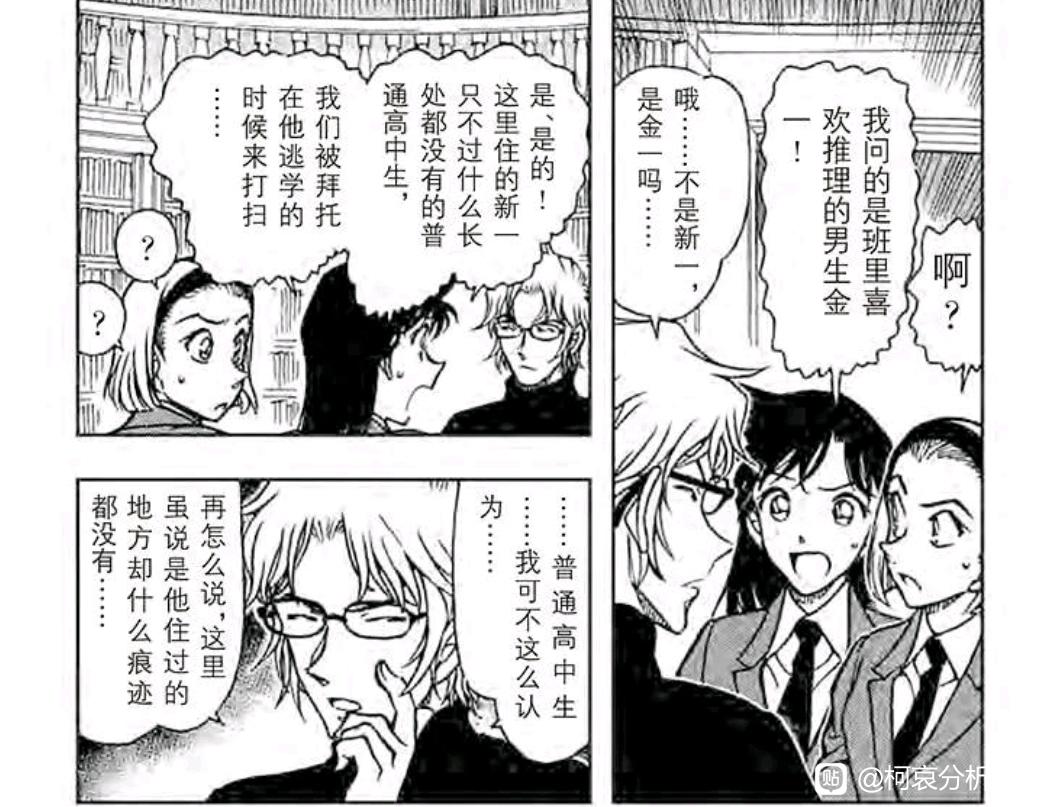 啊？
我问的是班里喜
欢推理的男生金
一！
哦……不是新一，
是金一吗……
是、是的！
这里住的新一
只不过什么长
处都没有的普
通高中生，
我们被拜托
在他逃学的
时候来打扫
……
？
？
……普通高中生
……我可不这么认
为……
再怎么说，这里
虽说是他住过的
地方却什么痕迹
都没有……
贴 @柯哀分析